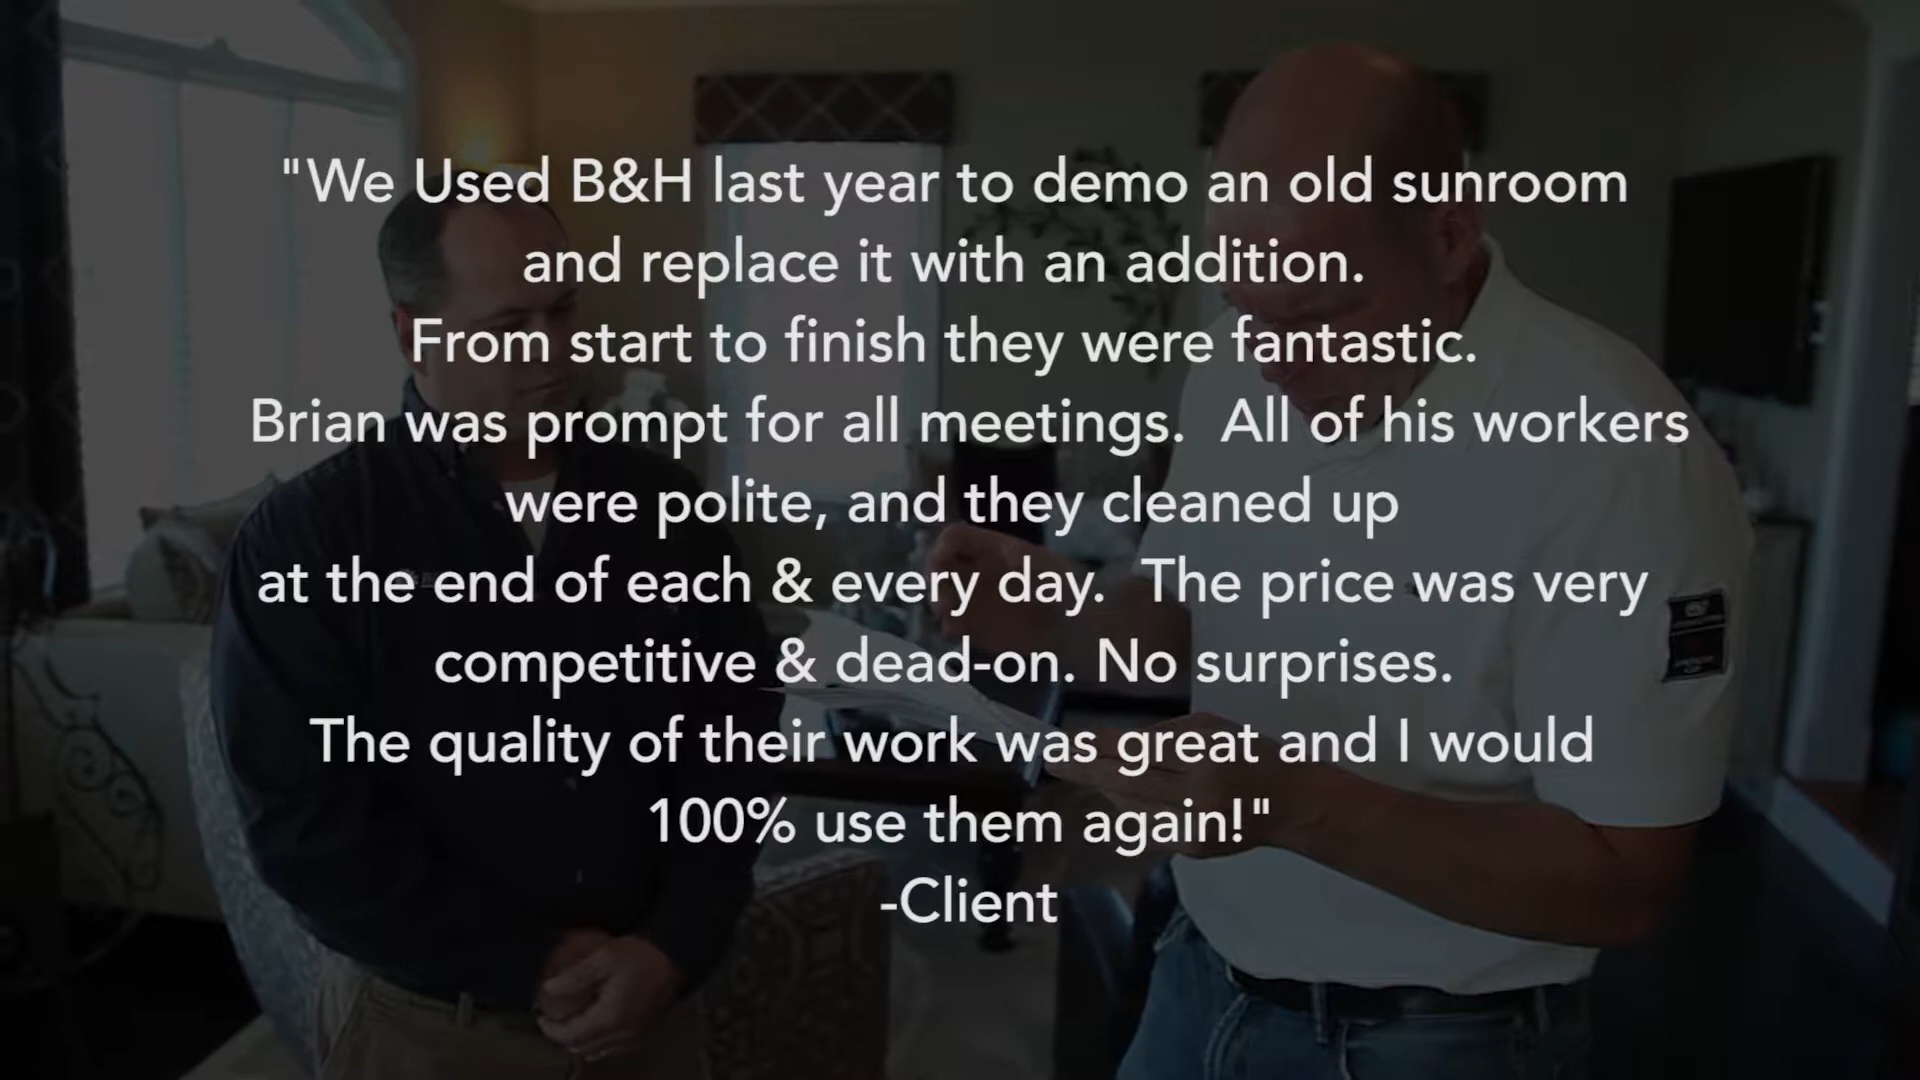 "We Used B&H last year to demo an old sunroom
and replace it with an addition.
From start to finish they were fantastic.
Brian was prompt for all meetings.  All of his workers
were polite, and they cleaned up
at the end of each & every day.  The price was very
competitive & dead-on. No surprises.
The quality of their work was great and I would
100% use them again!"
-Client